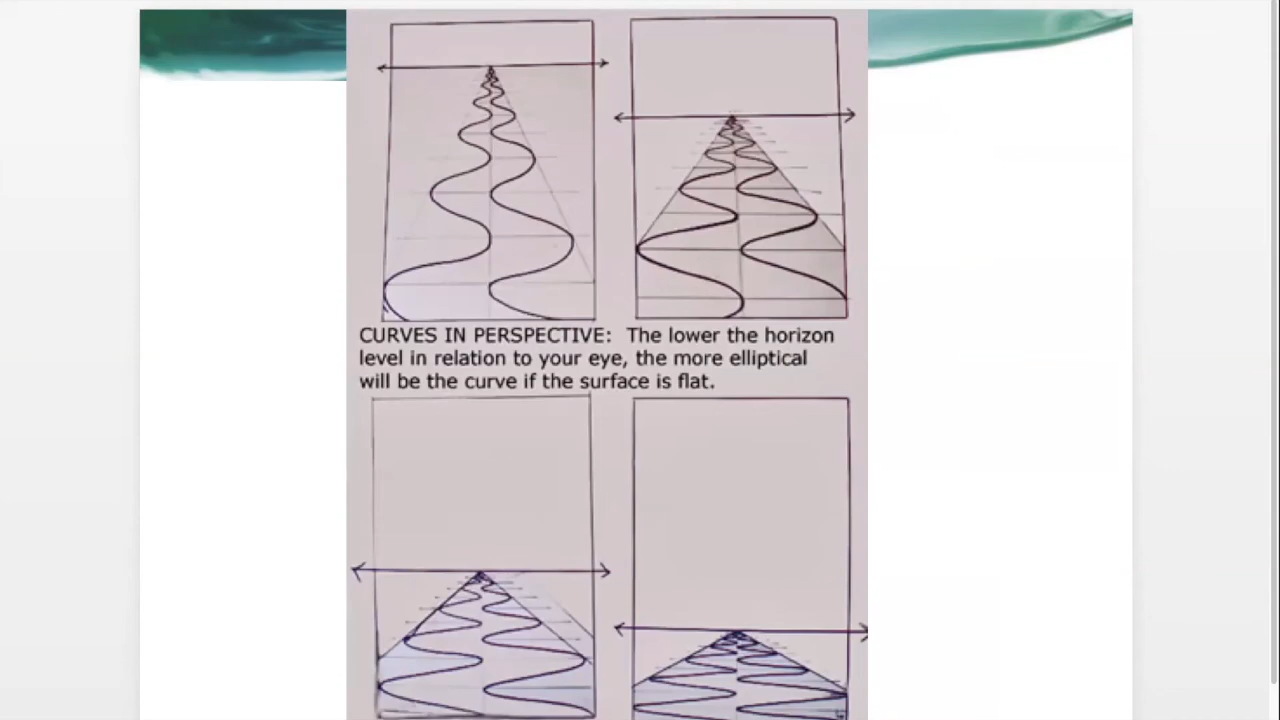 CURVES IN PERSPECTIVE: The lower the horizon
level in relation to your eye, the more elliptical
will be the curve if the surface is flat.